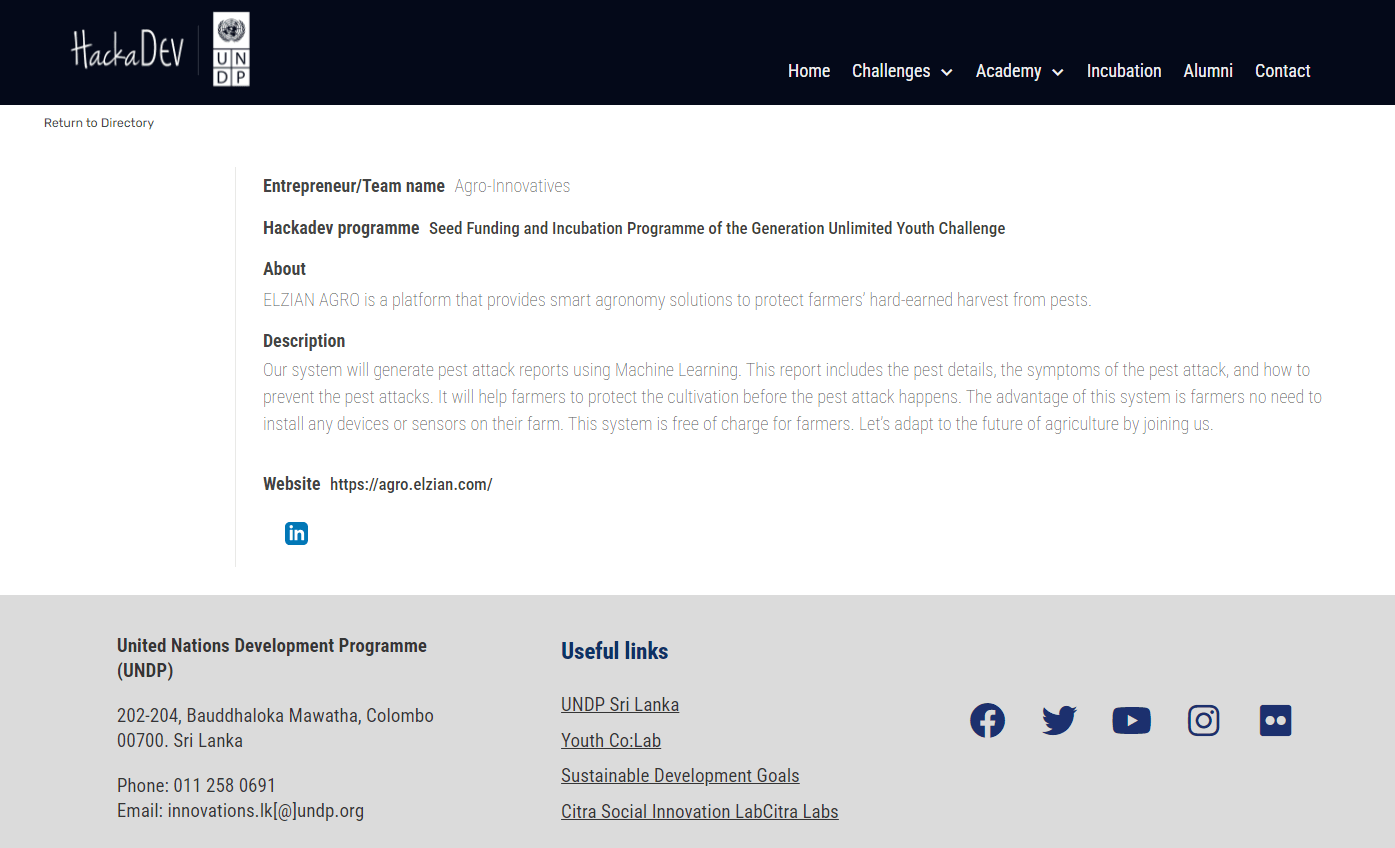 HackaDEV
UN
DP
Home Challenges Academy Incubation Alumni Contact
Return to Directory
Entrepreneur/Team name Agro-Innovatives
Hackadev programme Seed Funding and Incubation Programme of the Generation Unlimited Youth Challenge
About
ELZIAN AGRO is a platform that provides smart agronomy solutions to protect farmers’ hard-earned harvest from pests.
Description
Our system will generate pest attack reports using Machine Learning. This report includes the pest details, the symptoms of the pest attack, and how to
prevent the pest attacks. It will help farmers to protect the cultivation before the pest attack happens. The advantage of this system is farmers no need to
install any devices or sensors on their farm. This system is free of charge for farmers. Let’s adapt to the future of agriculture by joining us.
Website https://agro.elzian.com/
in
United Nations Development Programme
(UNDP)
202-204, Bauddhaloka Mawatha, Colombo
00700. Sri Lanka
Phone: 011 258 0691
Email: innovations.lk[@]undp.org
Useful links
UNDP Sri Lanka
Youth Co:Lab
Sustainable Development Goals
Citra Social Innovation LabCitra Labs